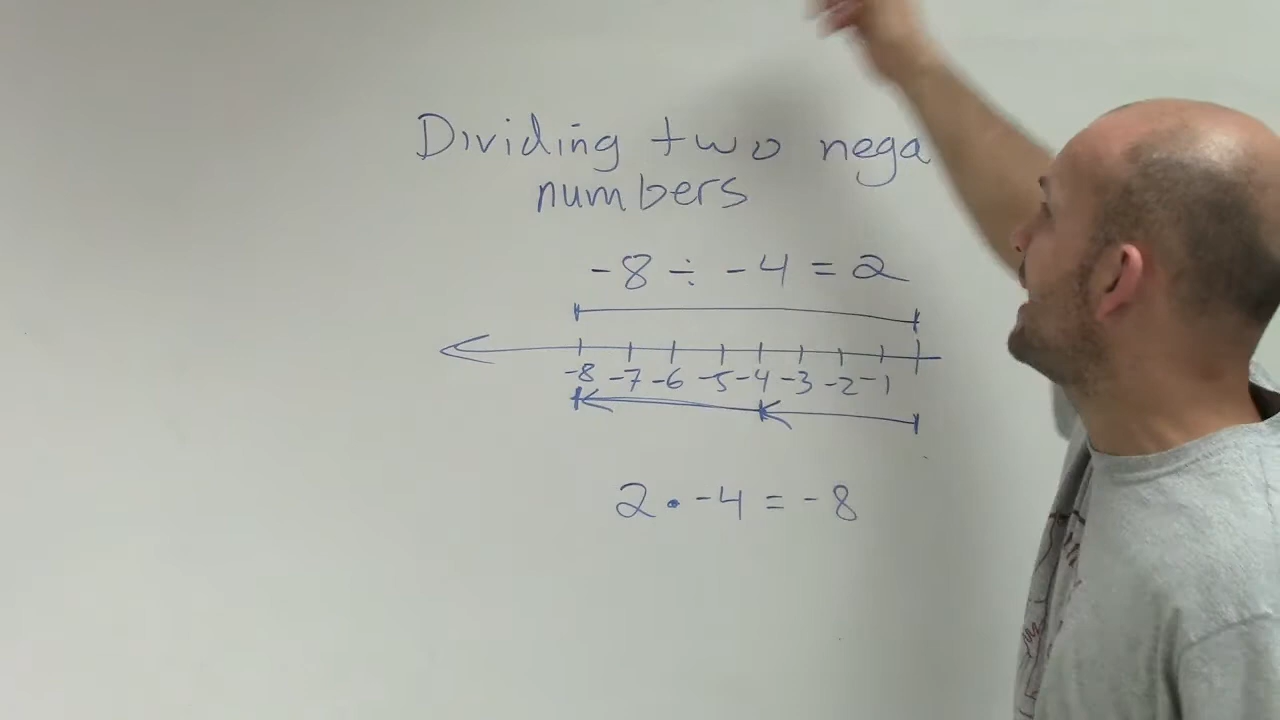 Dividing two nega
numbers
-8 ÷ -4 = 2
-8 -7 -6 -5 -4 -3 -2 -1
2 · -4 = -8